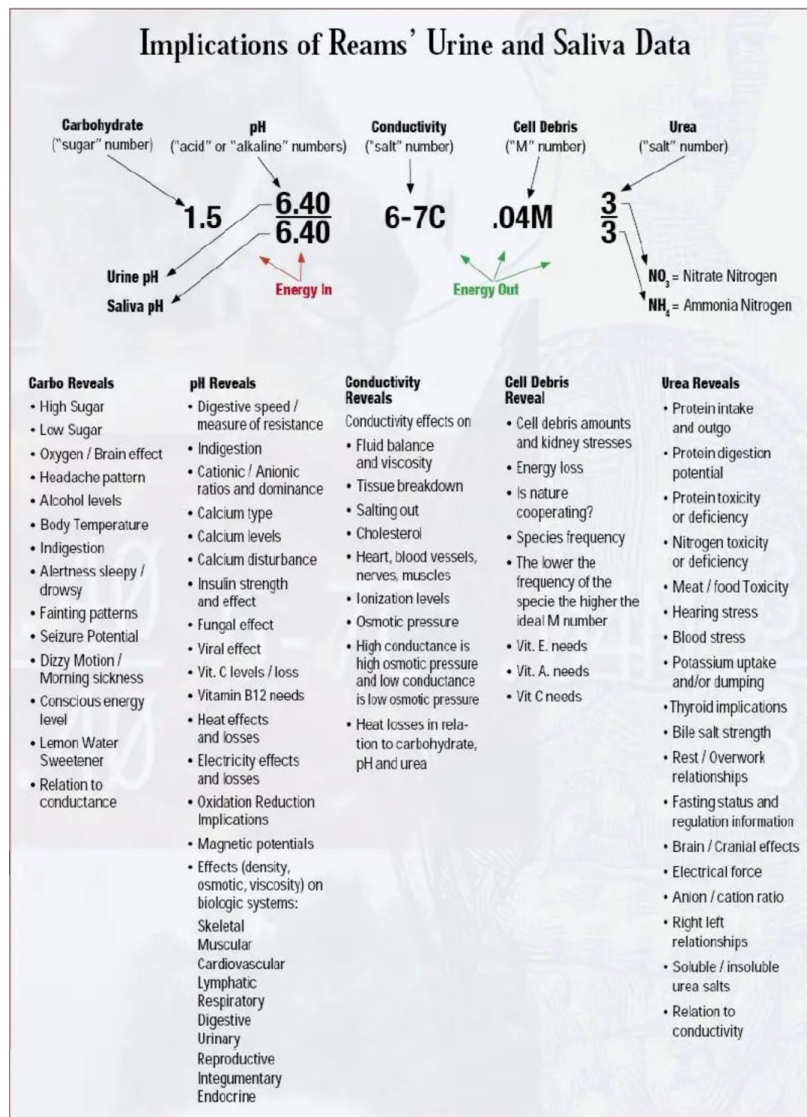 Implications of Reams' Urine and Saliva Data
Carbohydrate
("sugar" number)
pH
("acid" or "alkaline" numbers)
Conductivity
("salt" number)
Cell Debris
("M" number)
Urea
("salt" number)
1.5
6.40
6.40
6-7C
.04M
3
3
Urine pH
Saliva pH
Energy In
Energy Out
NO₃ = Nitrate Nitrogen
NH₄ = Ammonia Nitrogen
Carbo Reveals
• High Sugar
• Low Sugar
• Oxygen / Brain effect
• Headache pattern
• Alcohol levels
• Body Temperature
• Indigestion
• Alertness sleepy /
drowsy
• Fainting patterns
• Seizure Potential
• Dizzy Motion /
Morning sickness
• Conscious energy
level
• Lemon Water
Sweetener
• Relation to
conductance
pH Reveals
• Digestive speed /
measure of resistance
• Indigestion
• Cationic / Anionic
ratios and dominance
• Calcium type
• Calcium levels
• Calcium disturbance
• Insulin strength
and effect
• Fungal effect
• Viral effect
• Vit. C levels / loss
• Vitamin B12 needs
• Heat effects
and losses
• Electricity effects
and losses
• Oxidation Reduction
Implications
• Magnetic potentials
• Effects (density,
osmotic, viscosity) on
biologic systems:
Skeletal
Muscular
Cardiovascular
Lymphatic
Respiratory
Digestive
Urinary
Reproductive
Integumentary
Endocrine
Conductivity
Reveals
Conductivity effects on
• Fluid balance
and viscosity
• Tissue breakdown
• Salting out
• Cholesterol
• Heart, blood vessels,
nerves, muscles
• Ionization levels
• Osmotic pressure
• High conductance is
high osmotic pressure
and low conductance
is low osmotic pressure
• Heat losses in rela-
tion to carbohydrate,
pH and urea
Cell Debris
Reveal
• Cell debris amounts
and kidney stresses
• Energy loss
• Is nature
cooperating?
• Species frequency
• The lower the
frequency of the
specie the higher the
ideal M number
• Vit. E. needs
• Vit. A. needs
• Vit C needs
Urea Reveals
• Protein intake
and outgo
• Protein digestion
potential
• Protein toxicity
or deficiency
• Nitrogen toxicity
or deficiency
• Meat / food Toxicity
• Hearing stress
• Blood stress
• Potassium uptake
and/or dumping
•Thyroid implications
• Bile salt strength
• Rest / Overwork
relationships
• Fasting status and
regulation information
• Brain / Cranial effects
• Electrical force
• Anion / cation ratio
• Right left
relationships
• Soluble / insoluble
urea salts
• Relation to
conductivity